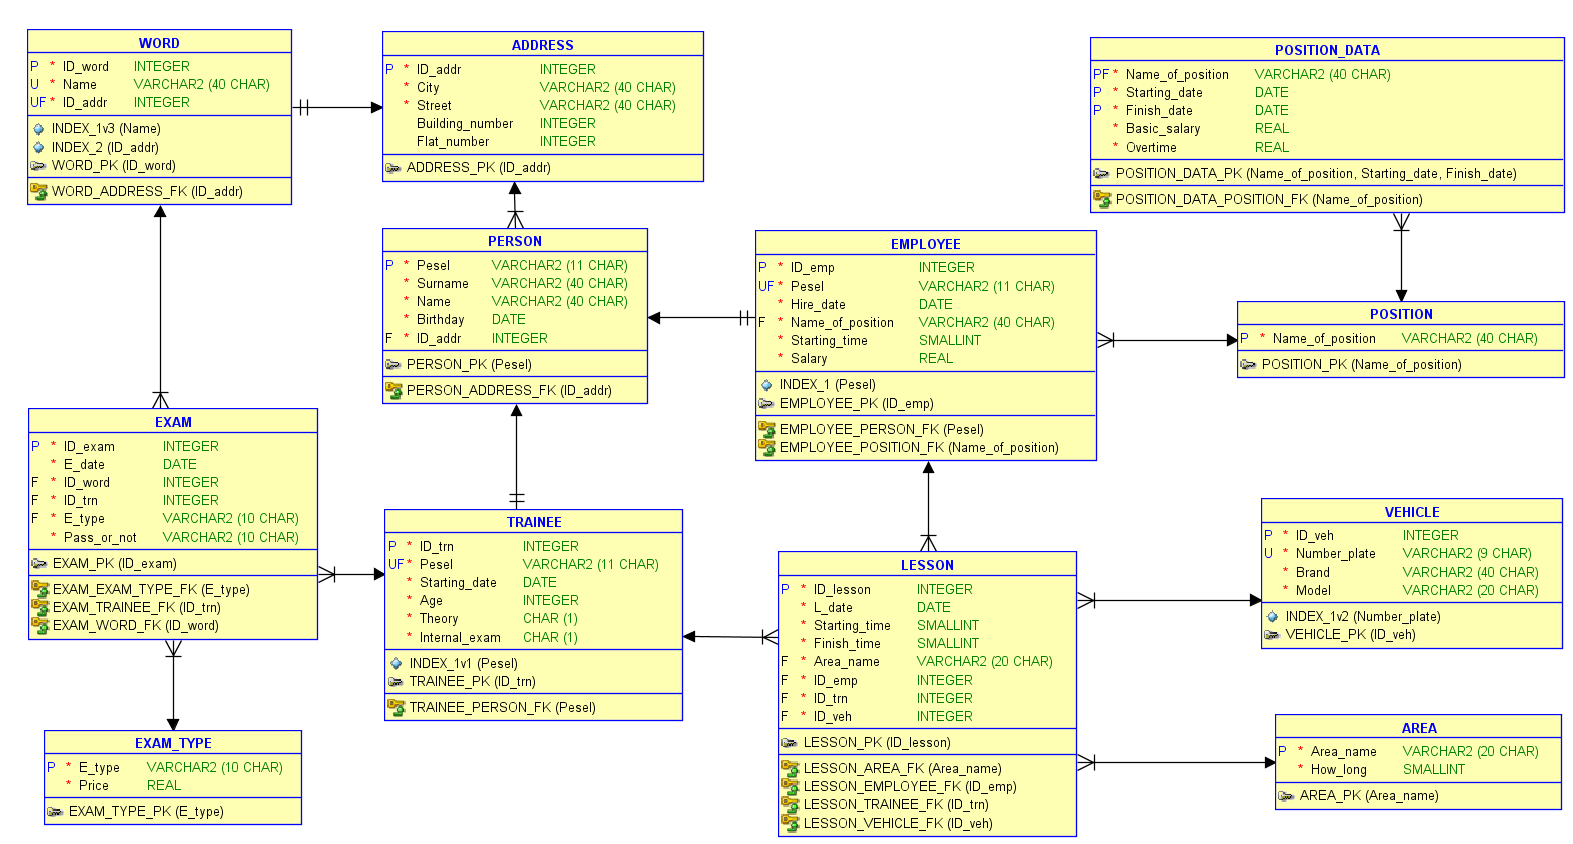 WORD
P * ID_word INTEGER
U * Name VARCHAR2 (40 CHAR)
UF * ID_addr INTEGER
INDEX_1v3 (Name)
INDEX_2 (ID_addr)
WORD_PK (ID_word)
WORD_ADDRESS_FK (ID_addr)
ADDRESS
P * ID_addr INTEGER
* City VARCHAR2 (40 CHAR)
* Street VARCHAR2 (40 CHAR)
Building_number INTEGER
Flat_number INTEGER
ADDRESS_PK (ID_addr)
POSITION_DATA
PF * Name_of_position VARCHAR2 (40 CHAR)
P * Starting_date DATE
P * Finish_date DATE
* Basic_salary REAL
* Overtime REAL
POSITION_DATA_PK (Name_of_position, Starting_date, Finish_date)
POSITION_DATA_POSITION_FK (Name_of_position)
PERSON
P * Pesel VARCHAR2 (11 CHAR)
* Surname VARCHAR2 (40 CHAR)
* Name VARCHAR2 (40 CHAR)
* Birthday DATE
F * ID_addr INTEGER
PERSON_PK (Pesel)
PERSON_ADDRESS_FK (ID_addr)
EMPLOYEE
P * ID_emp INTEGER
UF * Pesel VARCHAR2 (11 CHAR)
* Hire_date DATE
F * Name_of_position VARCHAR2 (40 CHAR)
* Starting_time SMALLINT
* Salary REAL
INDEX_1 (Pesel)
EMPLOYEE_PK (ID_emp)
EMPLOYEE_PERSON_FK (Pesel)
EMPLOYEE_POSITION_FK (Name_of_position)
POSITION
P * Name_of_position VARCHAR2 (40 CHAR)
POSITION_PK (Name_of_position)
EXAM
P * ID_exam INTEGER
* E_date DATE
F * ID_word INTEGER
F * ID_trn INTEGER
F * E_type VARCHAR2 (10 CHAR)
* Pass_or_not VARCHAR2 (10 CHAR)
EXAM_PK (ID_exam)
EXAM_EXAM_TYPE_FK (E_type)
EXAM_TRAINEE_FK (ID_trn)
EXAM_WORD_FK (ID_word)
TRAINEE
P * ID_trn INTEGER
UF * Pesel VARCHAR2 (11 CHAR)
* Starting_date DATE
* Age INTEGER
* Theory CHAR (1)
* Internal_exam CHAR (1)
INDEX_1v1 (Pesel)
TRAINEE_PK (ID_trn)
TRAINEE_PERSON_FK (Pesel)
LESSON
P * ID_lesson INTEGER
* L_date DATE
* Starting_time SMALLINT
* Finish_time SMALLINT
F * Area_name VARCHAR2 (20 CHAR)
F * ID_emp INTEGER
F * ID_trn INTEGER
F * ID_veh INTEGER
LESSON_PK (ID_lesson)
LESSON_AREA_FK (Area_name)
LESSON_EMPLOYEE_FK (ID_emp)
LESSON_TRAINEE_FK (ID_trn)
LESSON_VEHICLE_FK (ID_veh)
VEHICLE
P * ID_veh INTEGER
U * Number_plate VARCHAR2 (9 CHAR)
* Brand VARCHAR2 (40 CHAR)
* Model VARCHAR2 (20 CHAR)
INDEX_1v2 (Number_plate)
VEHICLE_PK (ID_veh)
EXAM_TYPE
P * E_type VARCHAR2 (10 CHAR)
* Price REAL
EXAM_TYPE_PK (E_type)
AREA
P * Area_name VARCHAR2 (20 CHAR)
* How_long SMALLINT
AREA_PK (Area_name)